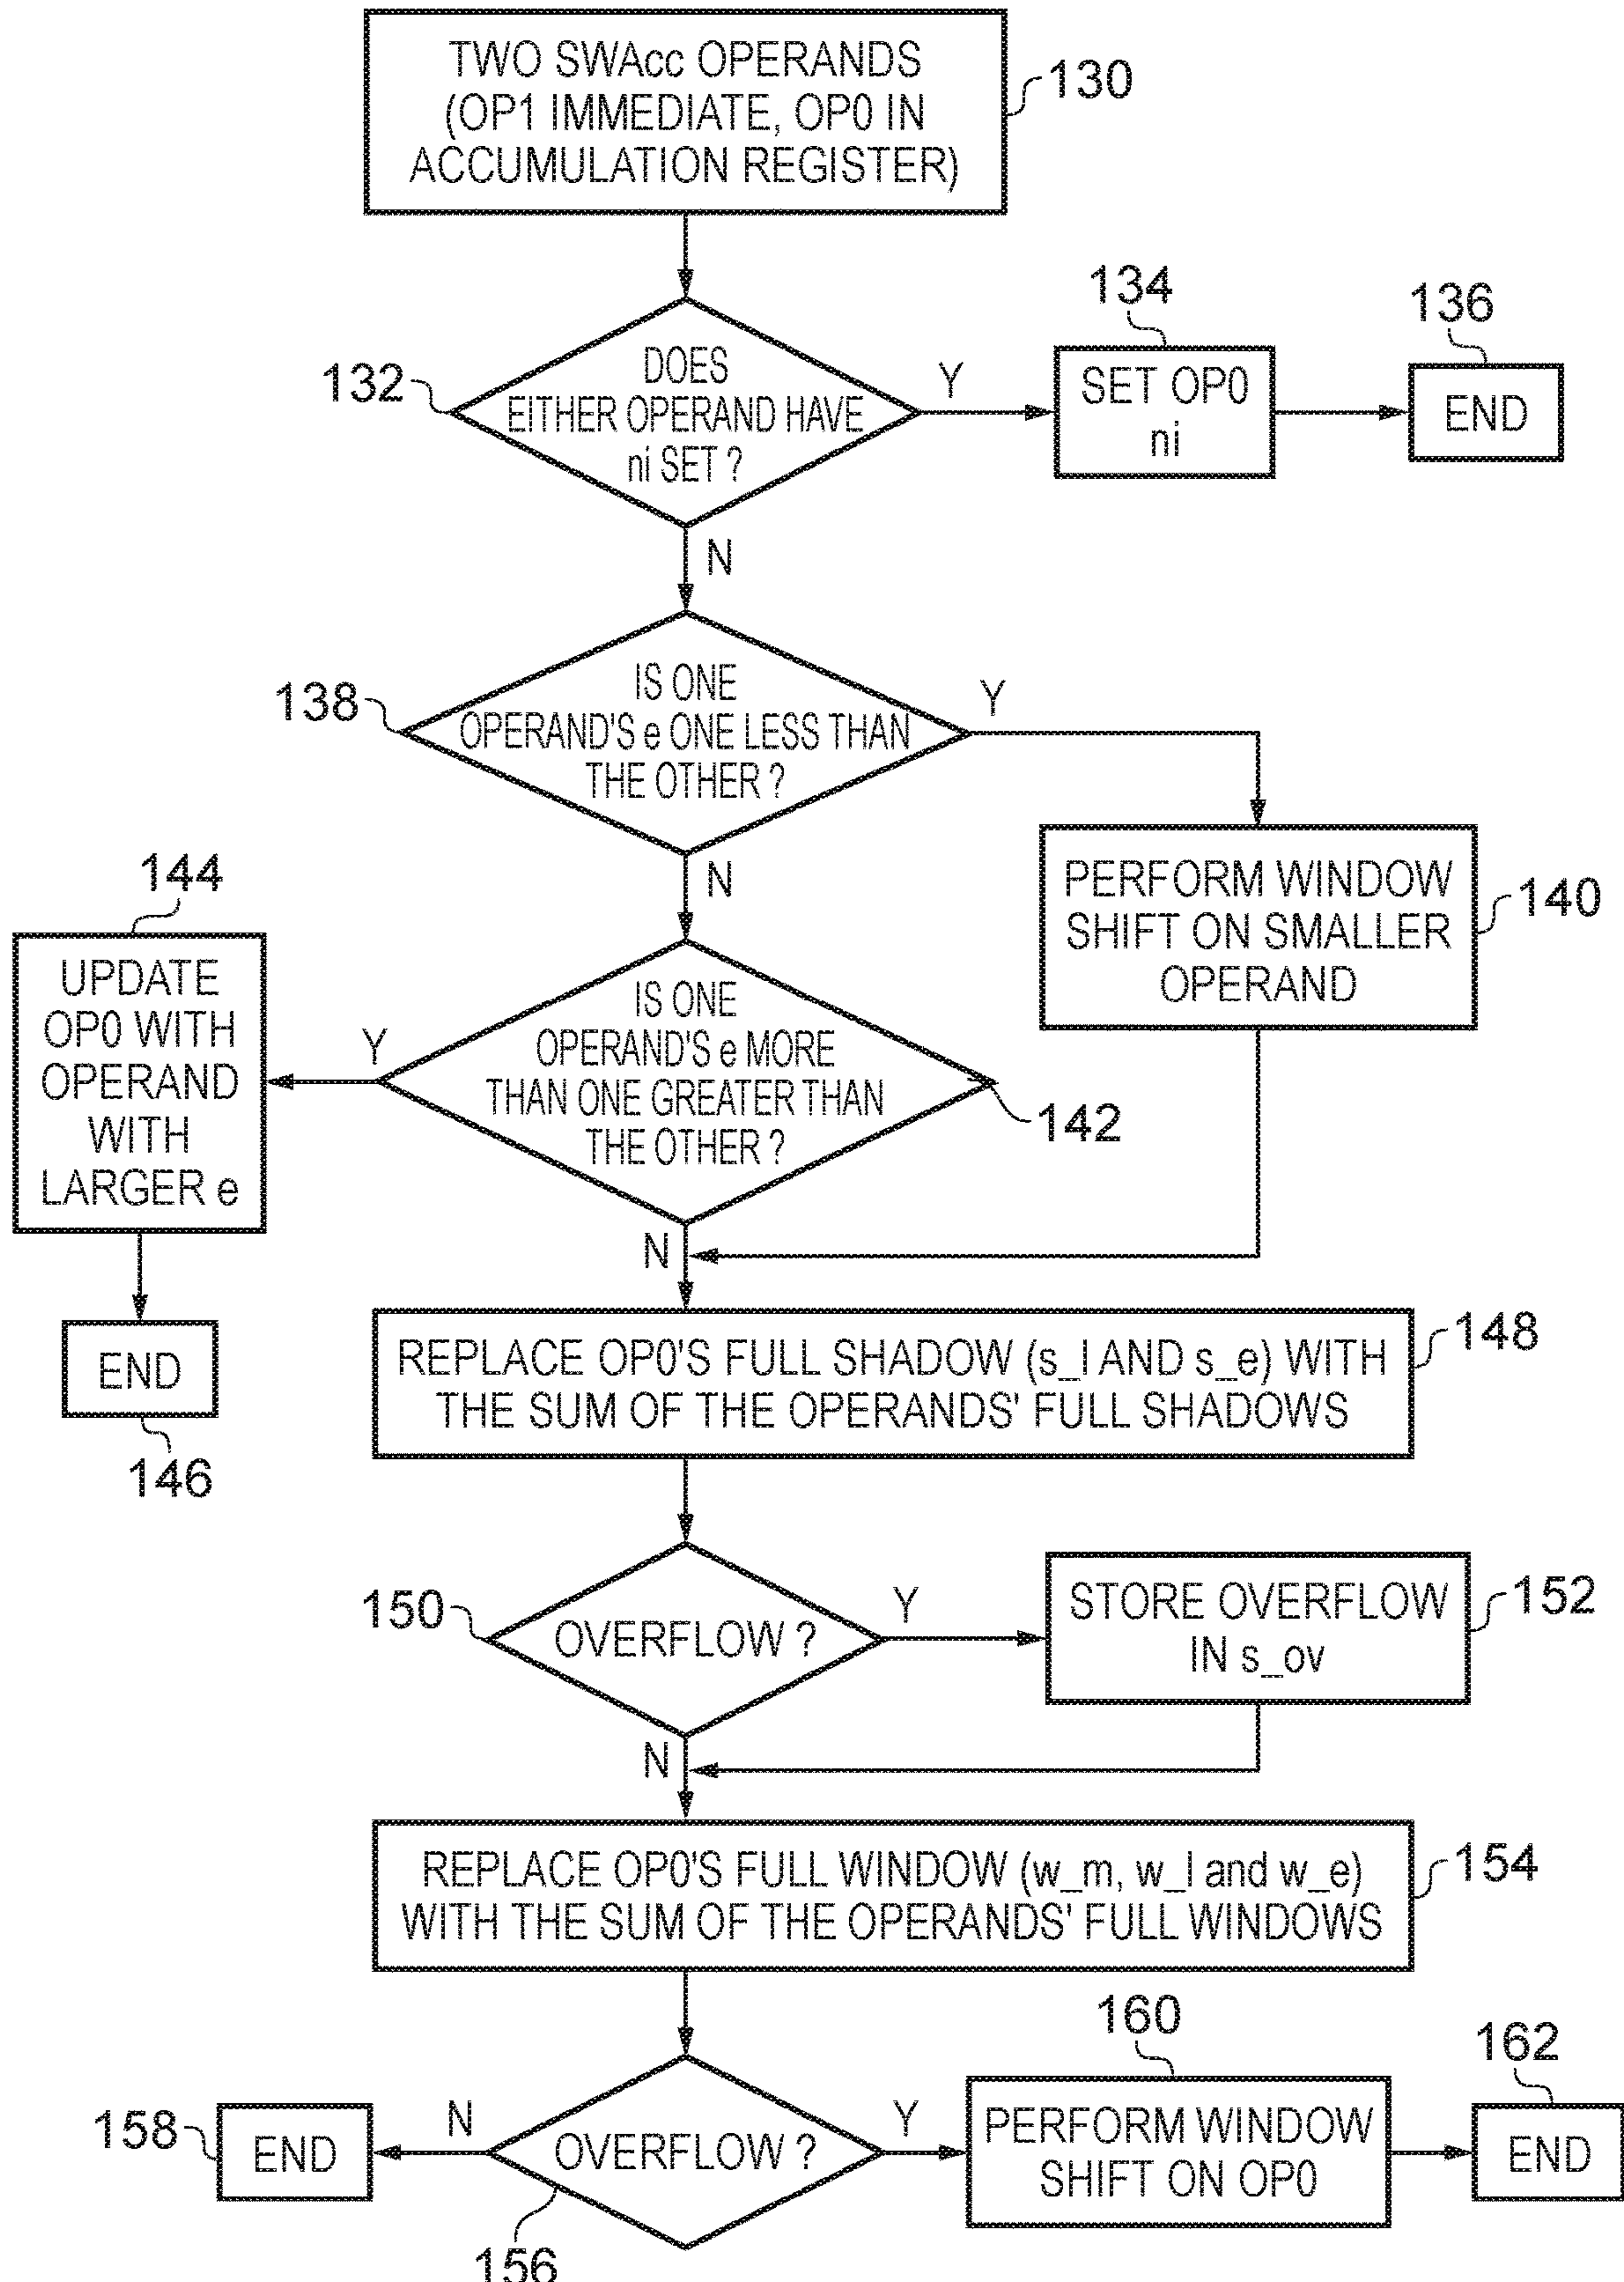 TWO SWAcc OPERANDS
(OP1 IMMEDIATE, OP0 IN
ACCUMULATION REGISTER)
130
DOES
EITHER OPERAND HAVE
ni SET ?
132
Y
134
SET OP0
ni
136
END
N
138
IS ONE
OPERAND'S e ONE LESS THAN
THE OTHER ?
Y
N
PERFORM WINDOW
SHIFT ON SMALLER
OPERAND
140
144
UPDATE
OP0 WITH
OPERAND
WITH
LARGER e
Y
IS ONE
OPERAND'S e MORE
THAN ONE GREATER THAN
THE OTHER ?
142
N
END
146
REPLACE OP0'S FULL SHADOW (s_l AND s_e) WITH
THE SUM OF THE OPERANDS' FULL SHADOWS
148
150
OVERFLOW ?
Y
STORE OVERFLOW
IN s_ov
152
N
REPLACE OP0'S FULL WINDOW (w_m, w_l and w_e)
WITH THE SUM OF THE OPERANDS' FULL WINDOWS
154
158
END
N
OVERFLOW ?
156
Y
160
PERFORM WINDOW
SHIFT ON OP0
162
END